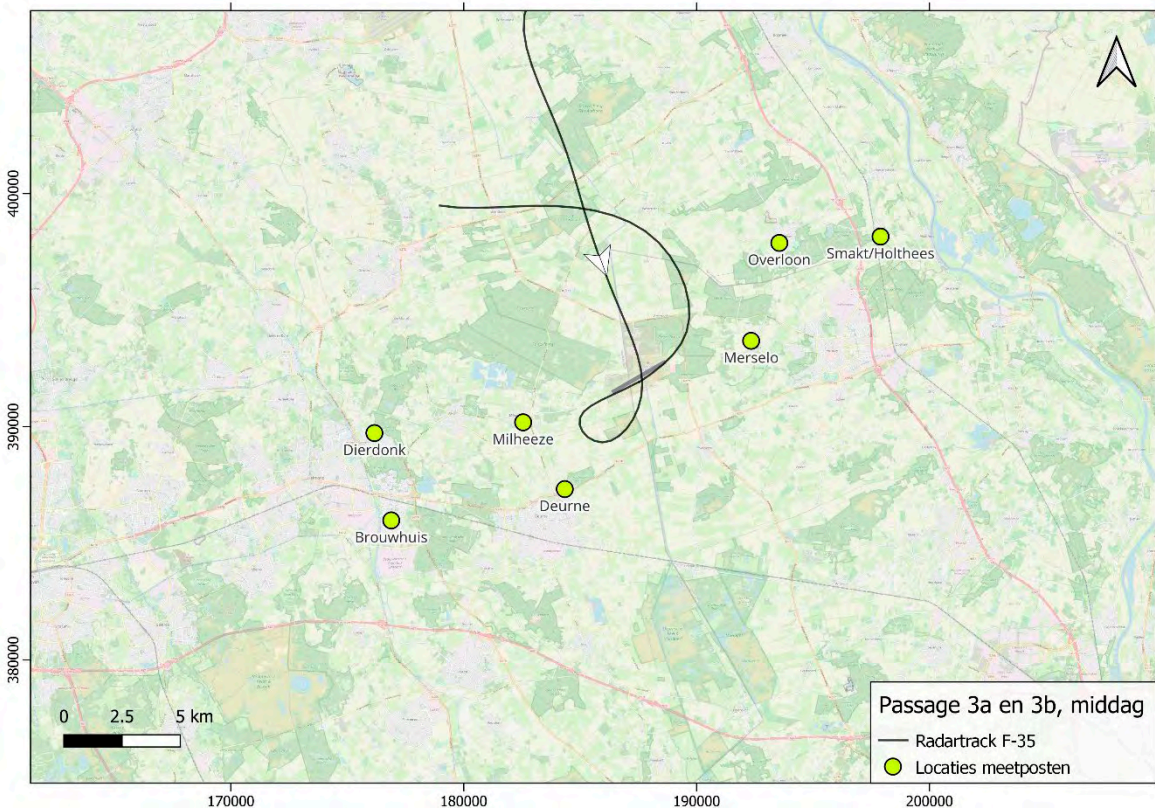 400000
390000
380000
Overloon
Smakt/Holthees
Merselo
Milheeze
Dierdonk
Deurne
Brouwhuis
0 2.5 5 km
Passage 3a en 3b, middag
Radartrack F-35
Locaties meetposten
170000 180000 190000 200000